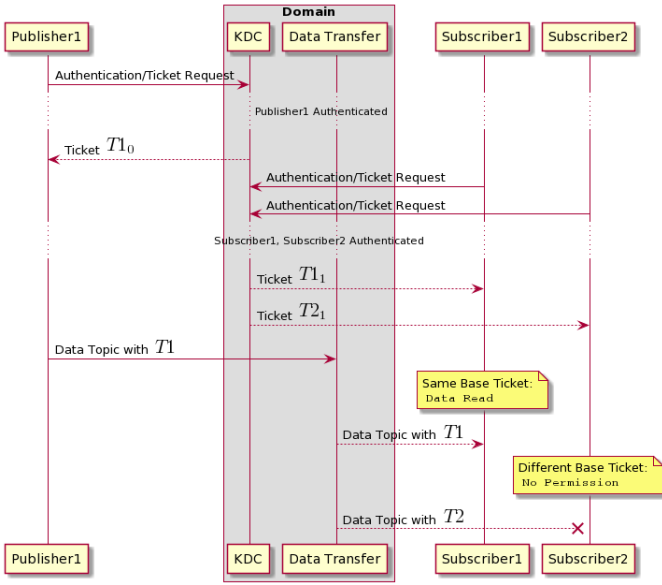 Domain
Publisher1 KDC Data Transfer Subscriber1 Subscriber2
Authentication/Ticket Request
Publisher1 Authenticated
Ticket T1₀
Authentication/Ticket Request
Authentication/Ticket Request
Subscriber1, Subscriber2 Authenticated
Ticket T1₁
Ticket T2₁
Data Topic with T1
Same Base Ticket:
Data Read
Data Topic with T1
Different Base Ticket:
No Permission
Data Topic with T2
Publisher1 KDC Data Transfer Subscriber1 Subscriber2